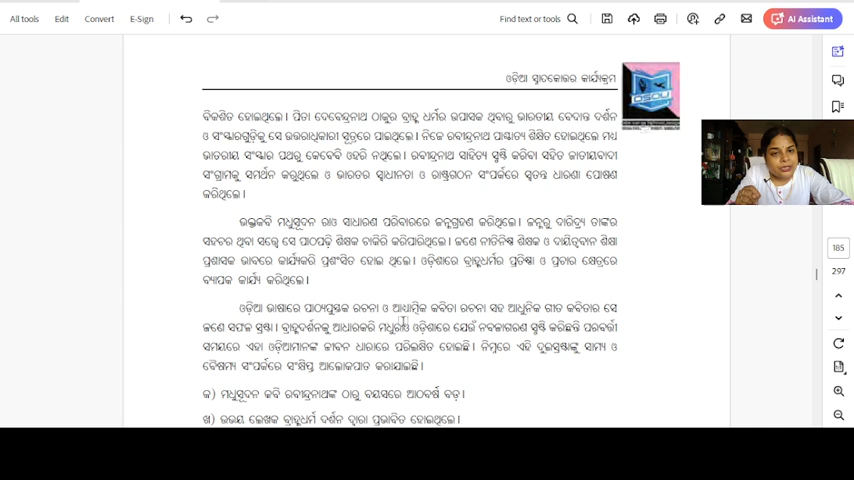 All tools Edit Convert E-Sign Find text or tools AI Assistant
ଓଡ଼ିଆ ସ୍ନାତକୋତ୍ତର କାର୍ଯ୍ୟକ୍ରମ
OSOU
ବିକଶିତ ହୋଇଥିଲେ। ପିତା ଦେବେନ୍ଦ୍ରନାଥ ଠାକୁର ବ୍ରାହ୍ମ ଧର୍ମର ଉପାସକ ଥିବାରୁ ଭାରତୀୟ ବେଦାନ୍ତ ଦର୍ଶନ
ଓ ସଂସ୍କାରଗୁଡ଼ିକୁ ସେ ଉତ୍ତରାଧିକାରୀ ସୂତ୍ରରେ ପାଇଥିଲେ। ନିଜେ ରବୀନ୍ଦ୍ରନାଥ ପାଶ୍ଚାତ୍ୟ ଶିକ୍ଷିତ ହୋଇଥିଲେ ମଧ୍ୟ
ଭାରତୀୟ ସଂସ୍କାର ପଥରୁ କେବେବି ଓହରି ନଥିଲେ। ରବୀନ୍ଦ୍ରନାଥ ସାହିତ୍ୟ ସୃଷ୍ଟି କରିବା ସହିତ ଜାତୀୟବାଦୀ
ସଂଗ୍ରାମକୁ ସମର୍ଥନ କରୁଥିଲେ ଓ ଭାରତର ସ୍ୱାଧୀନତା ଓ ରାଷ୍ଟ୍ରଗଠନ ସଂପର୍କରେ ସ୍ୱତନ୍ତ୍ର ଧାରଣା ପୋଷଣ
କରିଥିଲେ।
ଭକ୍ତକବି ମଧୁସୂଦନ ରାଓ ସାଧାରଣ ପରିବାରରେ ଜନ୍ମଗ୍ରହଣ କରିଥିଲେ। ଜନ୍ମରୁ ଦାରିଦ୍ର୍ୟ ତାଙ୍କର
ସହଚର ଥିବା ସତ୍ତ୍ୱେ ସେ ପାଠପଢ଼ି ଶିକ୍ଷକ ଚାକିରି କରିପାରିଥିଲେ। ଜଣେ ନୀତିନିଷ୍ଠ ଶିକ୍ଷକ ଓ ଦାୟିତ୍ୱବାନ ଶିକ୍ଷା
ପ୍ରଶାସକ ଭାବରେ କାର୍ଯ୍ୟକରି ପ୍ରଶଂସିତ ହୋଇ ଥିଲେ। ଓଡ଼ିଶାରେ ବ୍ରାହ୍ମଧର୍ମର ପ୍ରତିଷ୍ଠା ଓ ପ୍ରଚାର କ୍ଷେତ୍ରରେ
ବ୍ୟାପକ କାର୍ଯ୍ୟ କରିଥିଲେ।
ଓଡ଼ିଆ ଭାଷାରେ ପାଠ୍ୟପୁସ୍ତକ ରଚନା ଓ ଆଧ୍ୟାତ୍ମିକ କବିତା ରଚନା ସହ ଆଧୁନିକ ଗୀତ କବିତାର ସେ
ଜଣେ ସଫଳ ସ୍ରଷ୍ଟା। ବ୍ରାହ୍ମଦର୍ଶନକୁ ଆଧାରକରି ମଧୁରାଓ ଓଡ଼ିଶାରେ ଯେଉଁ ନବଜାଗରଣ ସୃଷ୍ଟି କରିଛନ୍ତି ପରବର୍ତ୍ତୀ
ସମୟରେ ଏହା ଓଡ଼ିଆମାନଙ୍କ ଜୀବନ ଧାରାରେ ପରିଲକ୍ଷିତ ହୋଇଛି। ନିମ୍ନରେ ଏହି ଦୁଇସ୍ରଷ୍ଟାଙ୍କୁ ସାମ୍ୟ ଓ
ବୈଷମ୍ୟ ସଂପର୍କରେ ସଂକ୍ଷିପ୍ତ ଆଲୋକପାତ କରାଯାଇଛି।
କ) ମଧୁସୂଦନ କବି ରବୀନ୍ଦ୍ରନାଥଙ୍କ ଠାରୁ ବୟସରେ ଆଠବର୍ଷ ବଡ଼।
ଖ) ଉଭୟ ଲେଖକ ବ୍ରାହ୍ମଧର୍ମ ଦର୍ଶନ ଦ୍ୱାରା ପ୍ରଭାବିତ ହୋଇଥିଲେ।
185
297